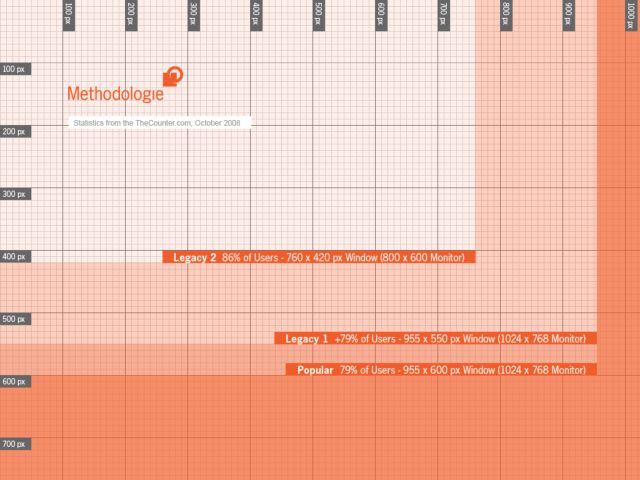 100 px
200 px
300 px
400 px
500 px
600 px
700 px
800 px
900 px
1000 px
100 px
Methodologie
Statistics from the TheCounter.com, October 2008
200 px
300 px
400 px
Legacy 2 86% of Users - 760 x 420 px Window (800 x 600 Monitor)
500 px
Legacy 1 +79% of Users - 955 x 550 px Window (1024 x 768 Monitor)
Popular 79% of Users - 955 x 600 px Window (1024 x 768 Monitor)
600 px
700 px